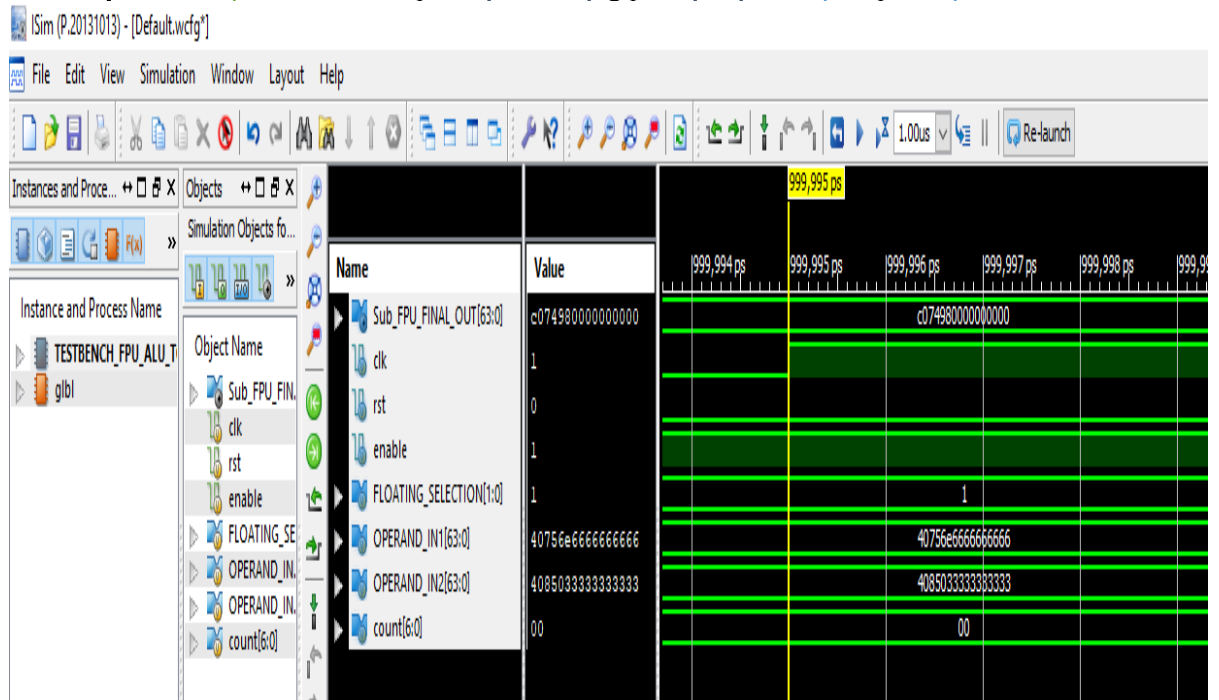 ISim (P.20131013) - [Default.wcfg*]
File Edit View Simulation Window Layout Help
1.00us Re-launch
Instances and Proce...
Objects
Simulation Objects fo...
F(x)
»
»
Instance and Process Name
TESTBENCH_FPU_ALU_T
glbl
Object Name
Sub_FPU_FIN.
clk
rst
enable
FLOATING_SE
OPERAND_IN.
OPERAND_IN.
count[6:0]
Name Value
Sub_FPU_FINAL_OUT[63:0] c074980000000000
clk 1
rst 0
enable 1
FLOATING_SELECTION[1:0] 1
OPERAND_IN1[63:0] 40756e6666666666
OPERAND_IN2[63:0] 4085033333333333
count[6:0] 00
999,995 ps
999,994 ps 999,995 ps 999,996 ps 999,997 ps 999,998 ps 999,99
c074980000000000
1
40756e6666666666
4085033333333333
00